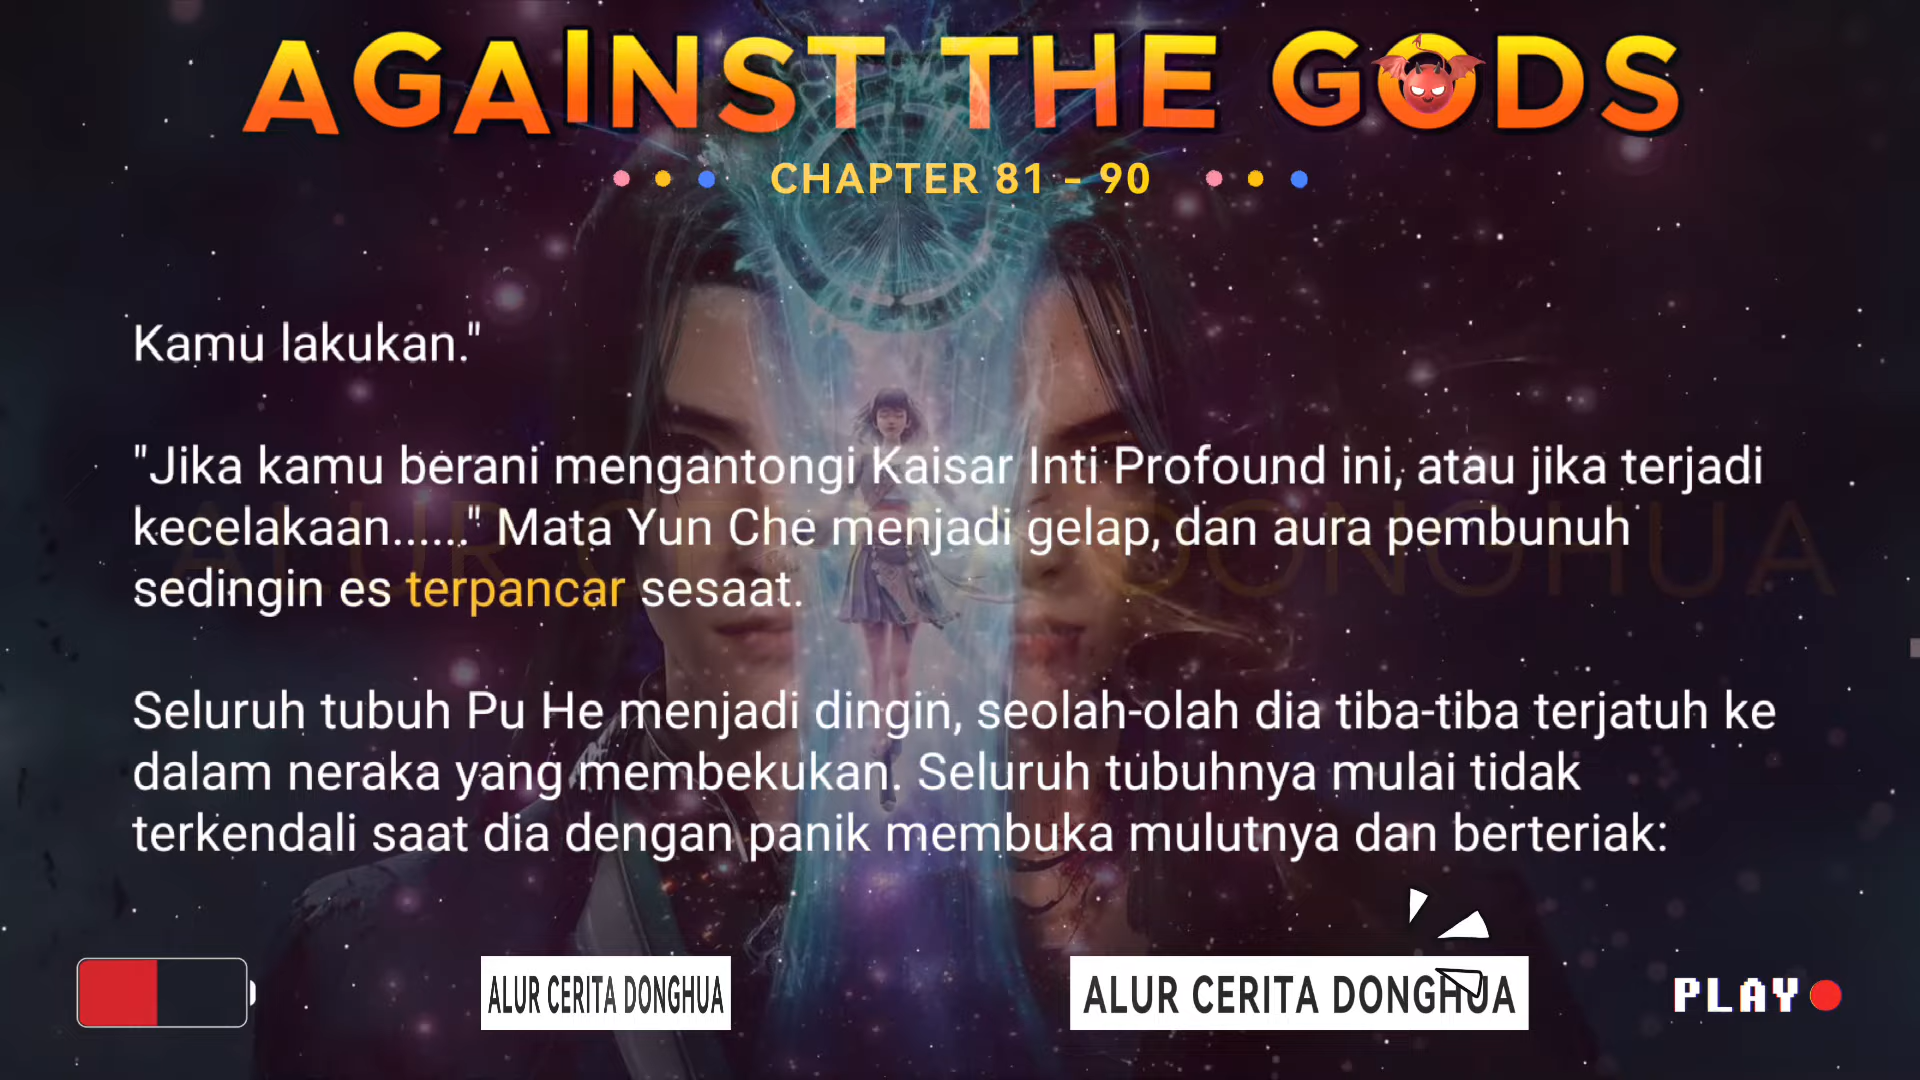 AGAINST THE GODS
CHAPTER 81 - 90
Kamu lakukan."
"Jika kamu berani mengantongi Kaisar Inti Profound ini, atau jika terjadi
kecelakaan......" Mata Yun Che menjadi gelap, dan aura pembunuh
sedingin es terpancar sesaat.
ALUR CERITA DONGHUA
Seluruh tubuh Pu He menjadi dingin, seolah-olah dia tiba-tiba terjatuh ke
dalam neraka yang membekukan. Seluruh tubuhnya mulai tidak
terkendali saat dia dengan panik membuka mulutnya dan berteriak:
ALUR CERITA DONGHUA
ALUR CERITA DONGHUA
PLAY